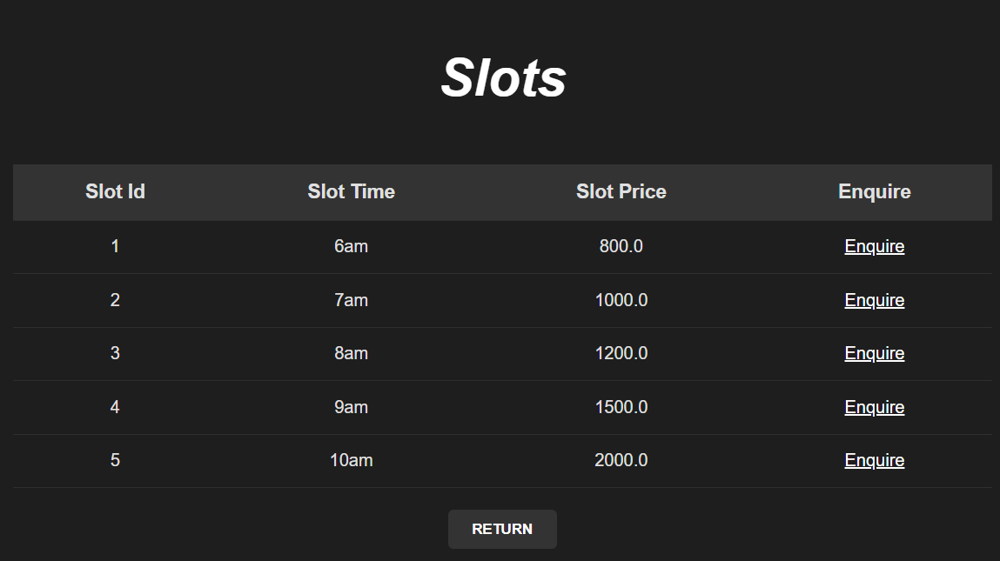 Slots
Slot Id Slot Time Slot Price Enquire
1 6am 800.0 Enquire
2 7am 1000.0 Enquire
3 8am 1200.0 Enquire
4 9am 1500.0 Enquire
5 10am 2000.0 Enquire
RETURN